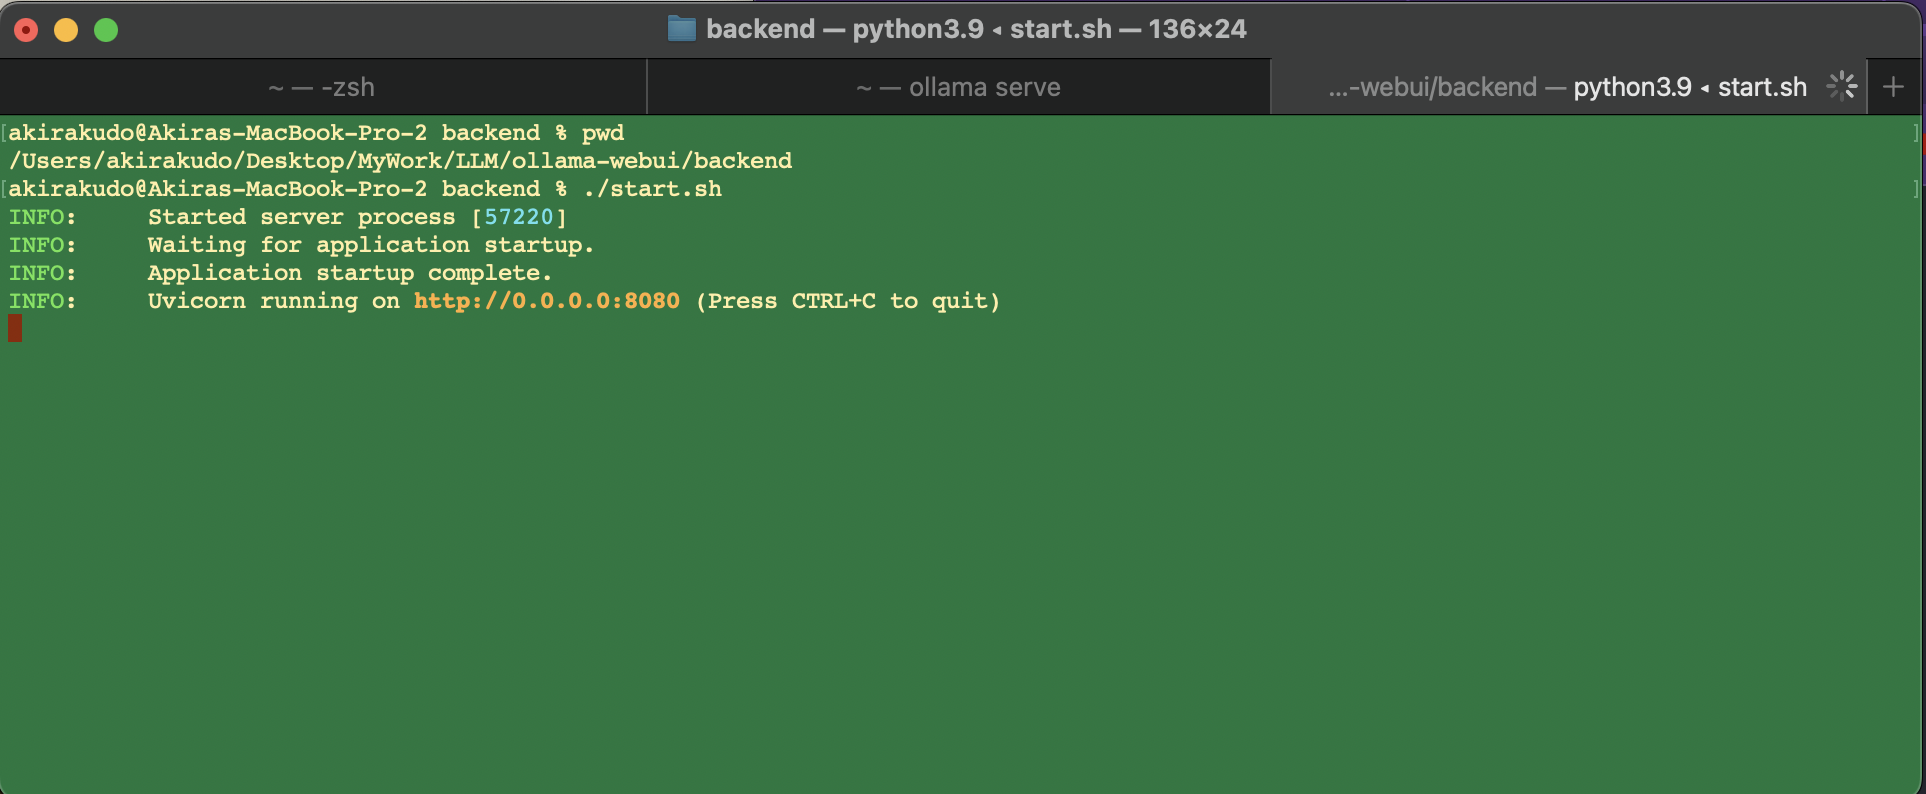 backend — python3.9 ◂ start.sh — 136×24
~ — -zsh
~ — ollama serve
...-webui/backend — python3.9 ◂ start.sh
[akirakudo@Akiras-MacBook-Pro-2 backend % pwd ]
/Users/akirakudo/Desktop/MyWork/LLM/ollama-webui/backend
[akirakudo@Akiras-MacBook-Pro-2 backend % ./start.sh ]
INFO:     Started server process [57220]
INFO:     Waiting for application startup.
INFO:     Application startup complete.
INFO:     Uvicorn running on http://0.0.0.0:8080 (Press CTRL+C to quit)